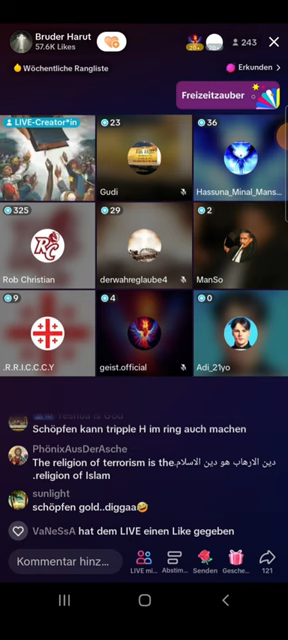 Bruder Harut
57.6K Likes
20+
243
Wöchentliche Rangliste
Erkunden >
Freizeitzauber
LIVE-Creator*in
23
Gudi
36
Hassuna_Minal_Mans...
325
RC
Rob Christian
29
derwahreglaube4
2
ManSo
9
.R.R.I.C.C.C.Y
4
geist.official
0
Adi_21yo
Schöpfen kann tripple H im ring auch machen
PhönixAusDerAsche
The religion of terrorism is the.دين الارهاب هو دين الاسلام
.religion of Islam
sunlight
schöpfen gold..diggaa🤣
VaNeSsA hat dem LIVE einen Like gegeben
Kommentar hinz...
LIVE mi...
Abstim...
Senden
Gesche...
121